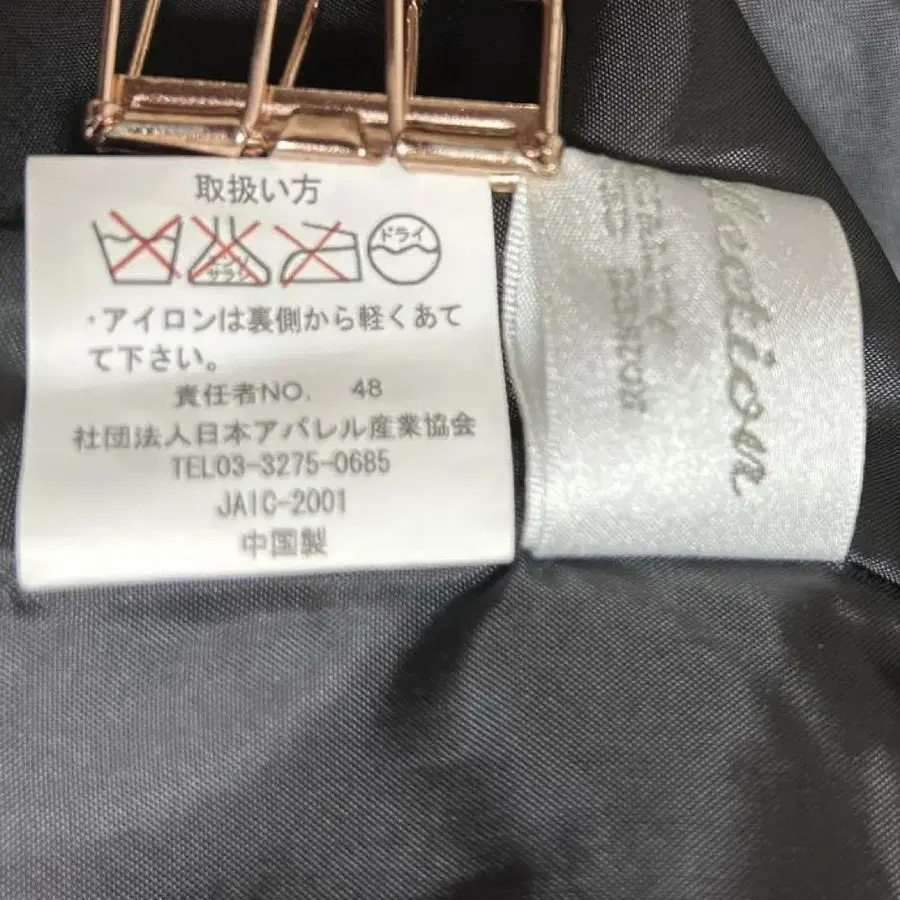 取扱い方
サラシ
ドライ
・アイロンは裏側から軽くあて
て下さい。
責任者NO. 48
社団法人日本アパレル産業協会
TEL03-3275-0685
JAIC-2001
中国製